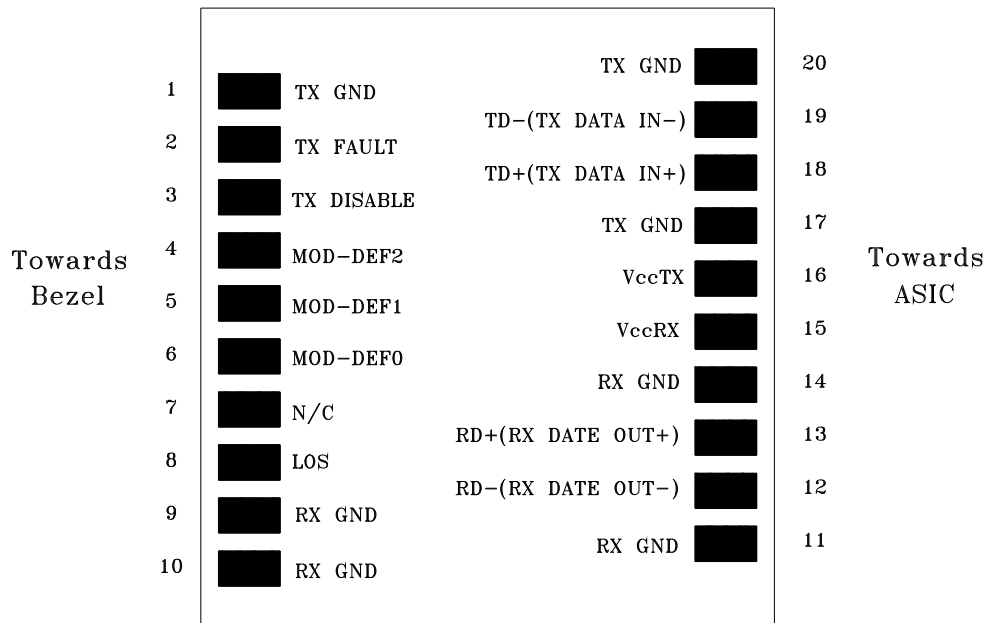 20 TX GND
1 TX GND
19 TD-(TX DATA IN-)
2 TX FAULT
18 TD+(TX DATA IN+)
3 TX DISABLE
17 TX GND
4 MOD-DEF2
Towards
Bezel
16 VccTX
Towards
ASIC
5 MOD-DEF1
15 VccRX
6 MOD-DEF0
14 RX GND
7 N/C
13 RD+(RX DATE OUT+)
8 LOS
12 RD-(RX DATE OUT-)
9 RX GND
11 RX GND
10 RX GND